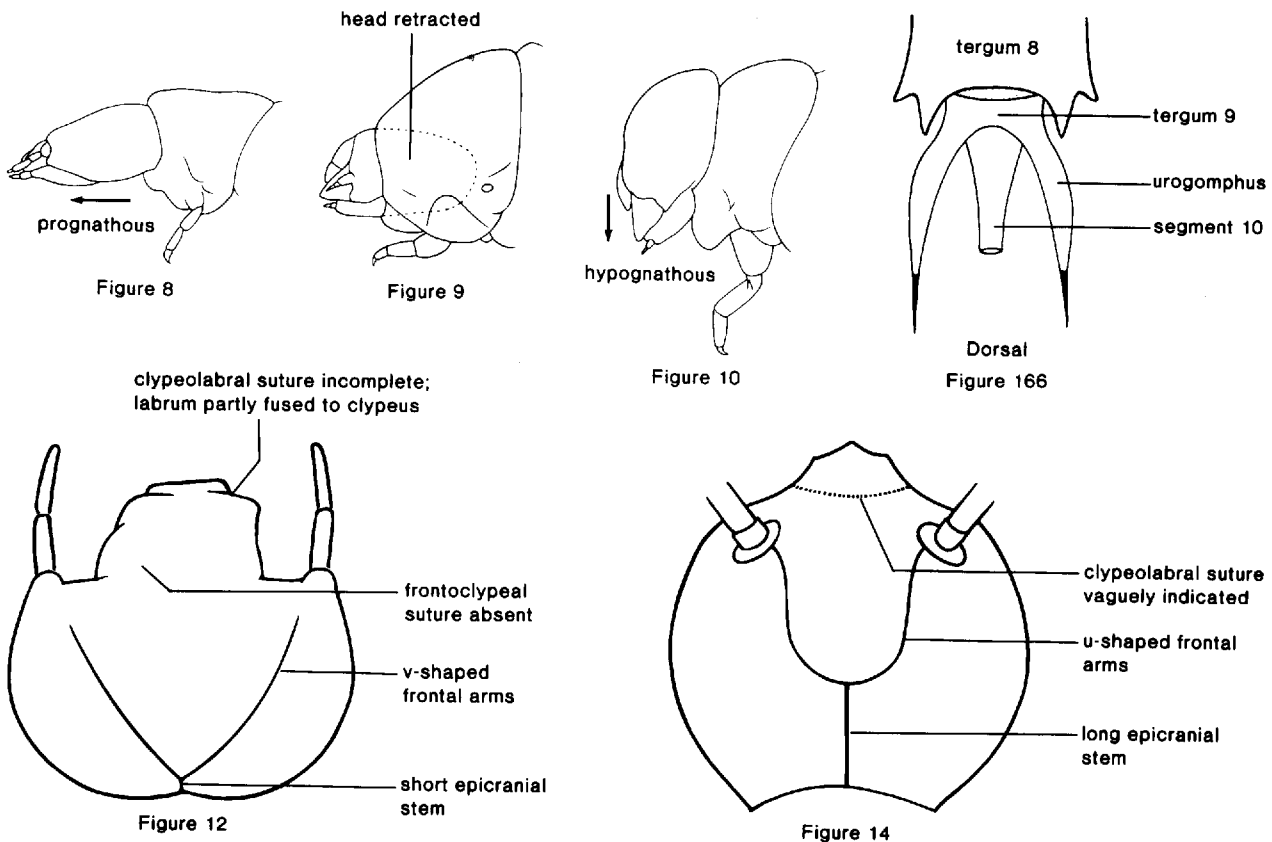 head retracted
prognathous
Figure 8
Figure 9
hypognathous
Figure 10
tergum 8
tergum 9
urogomphus
segment 10
Dorsal
Figure 166
clypeolabral suture incomplete;
labrum partly fused to clypeus
frontoclypeal
suture absent
v-shaped
frontal arms
short epicranial
stem
Figure 12
clypeolabral suture
vaguely indicated
u-shaped frontal
arms
long epicranial
stem
Figure 14